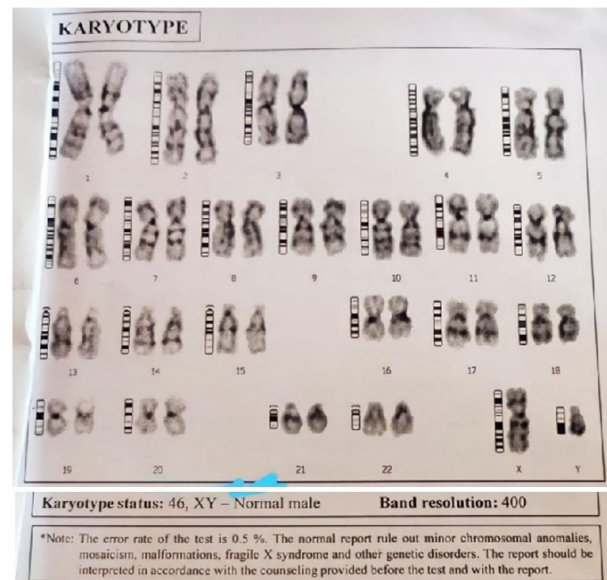 KARYOTYPE
1 2 3 4 5
6 7 8 9 10 11 12
13 14 15 16 17 18
19 20 21 22 X Y
Karyotype status: 46, XY – Normal male Band resolution: 400
*Note: The error rate of the test is 0.5 %. The normal report rule out minor chromosomal anomalies,
mosaicism, malformations, fragile X syndrome and other genetic disorders. The report should be
interpreted in accordance with the counseling provided before the test and with the report.